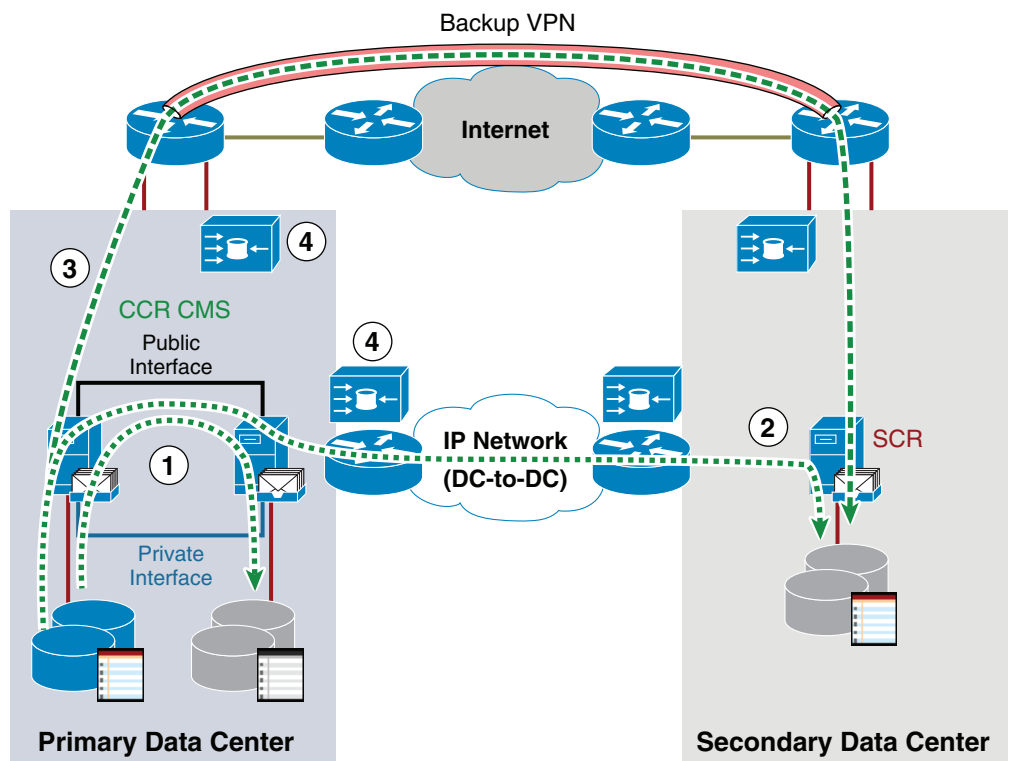 Backup VPN
Internet
4
3
CCR CMS
Public
Interface
4
IP Network
(DC-to-DC)
2
SCR
1
Private
Interface
Primary Data Center
Secondary Data Center